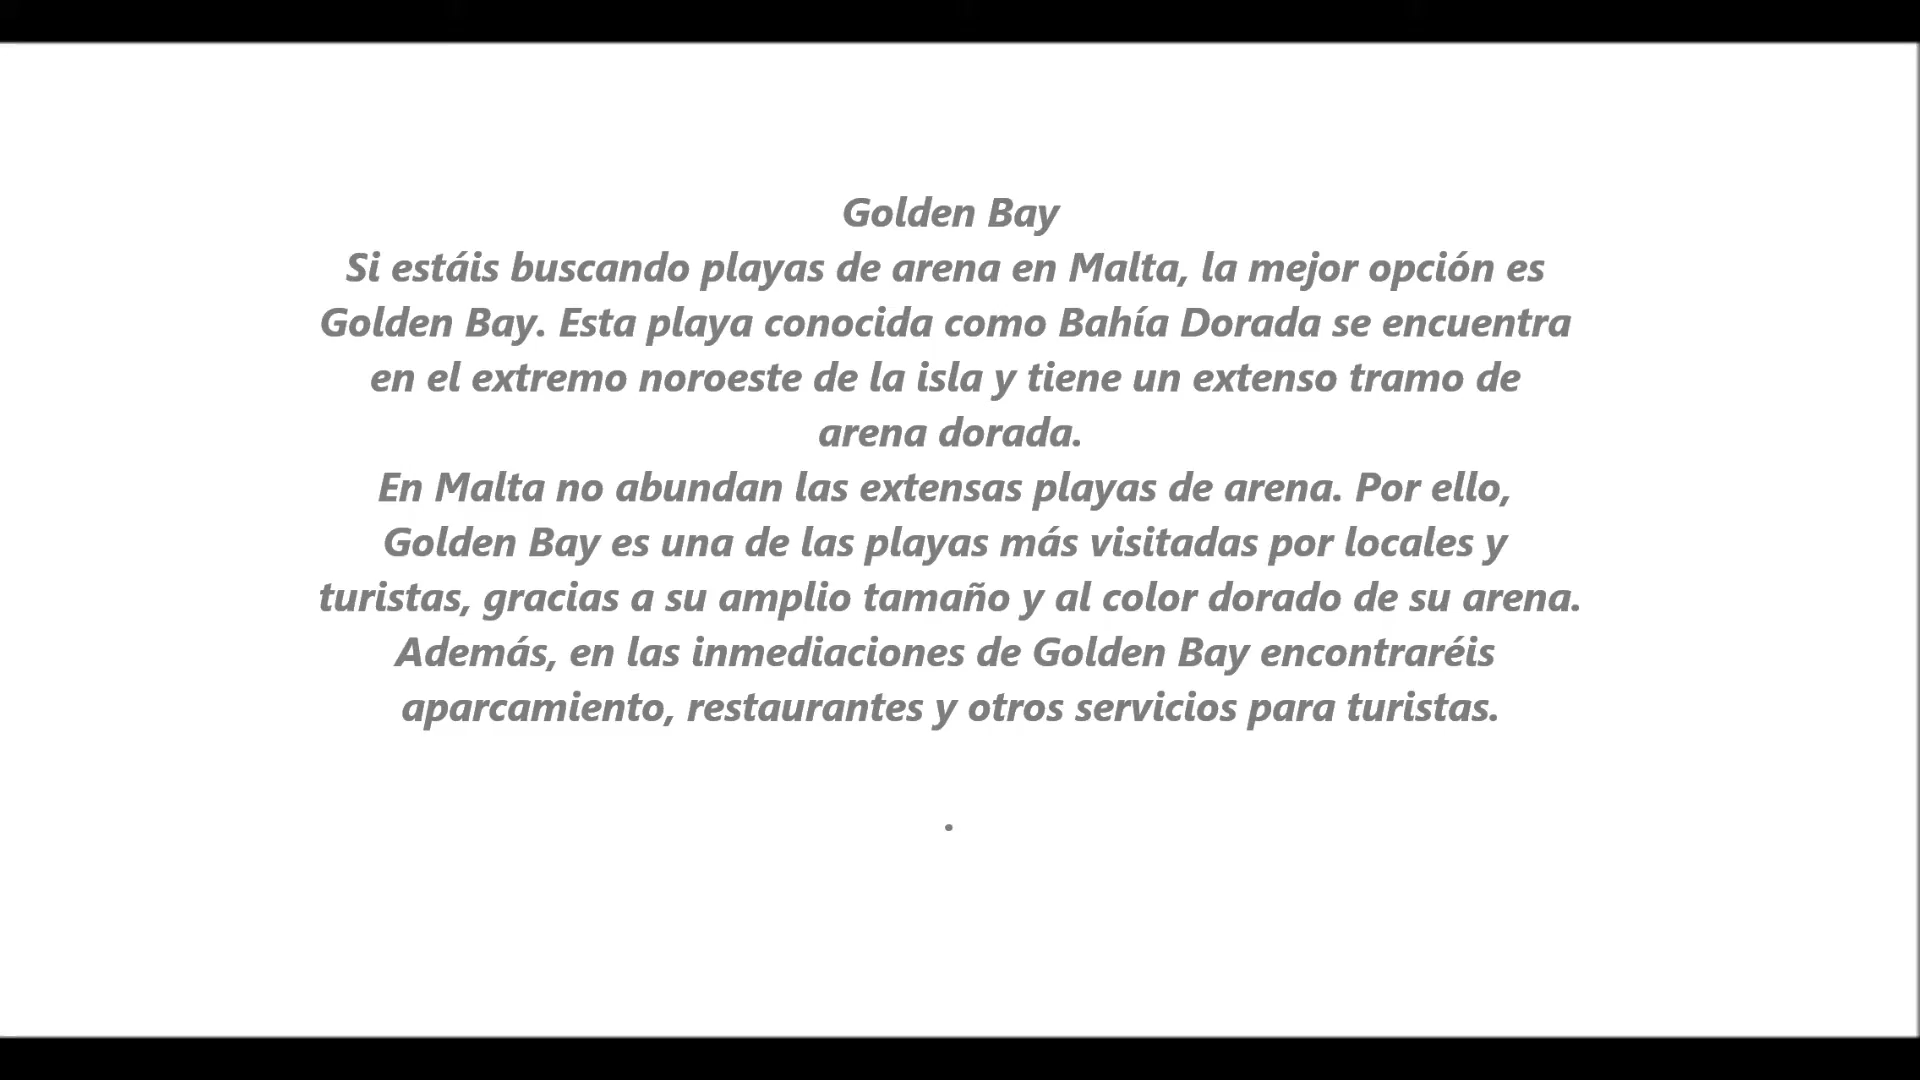 Golden Bay
Si estáis buscando playas de arena en Malta, la mejor opción es
Golden Bay. Esta playa conocida como Bahía Dorada se encuentra
en el extremo noroeste de la isla y tiene un extenso tramo de
arena dorada.
En Malta no abundan las extensas playas de arena. Por ello,
Golden Bay es una de las playas más visitadas por locales y
turistas, gracias a su amplio tamaño y al color dorado de su arena.
Además, en las inmediaciones de Golden Bay encontraréis
aparcamiento, restaurantes y otros servicios para turistas.
.